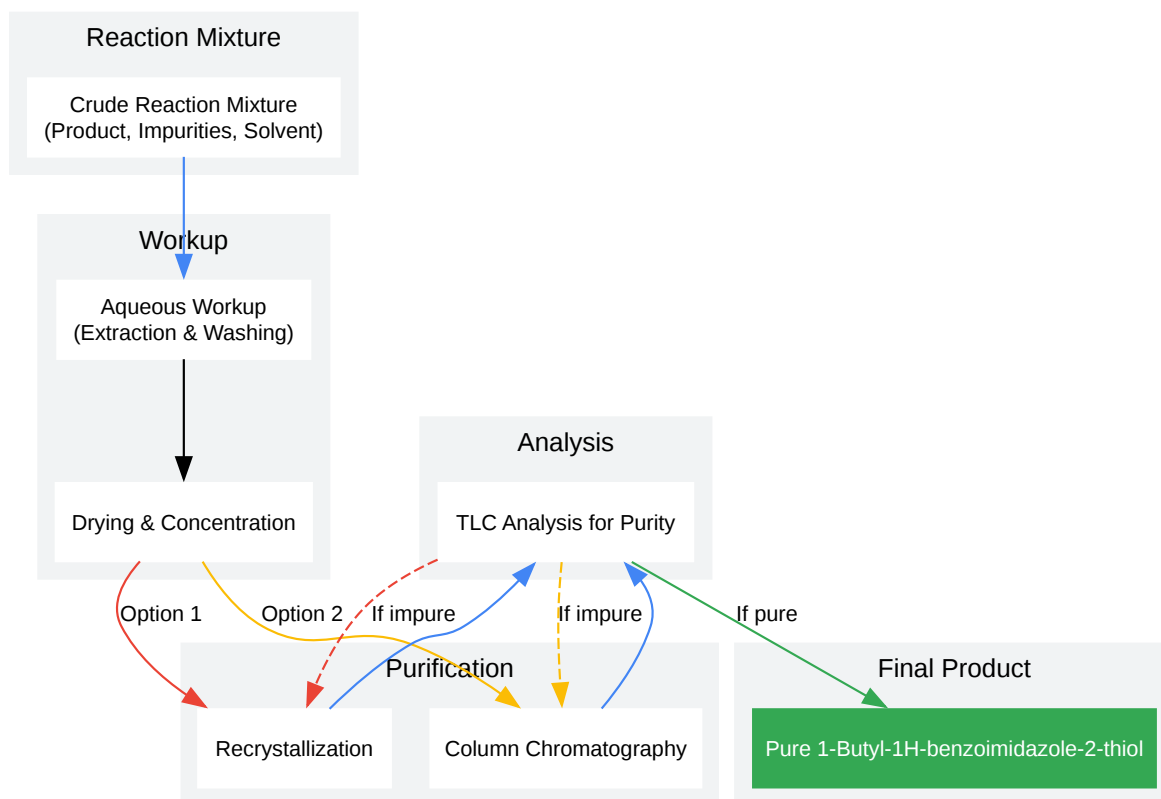 Reaction Mixture
Crude Reaction Mixture
(Product, Impurities, Solvent)
Workup
Aqueous Workup
(Extraction & Washing)
Drying & Concentration
Analysis
TLC Analysis for Purity
Option 1
Option 2
If impure
If impure
If pure
Purification
Recrystallization
Column Chromatography
Final Product
Pure 1-Butyl-1H-benzoimidazole-2-thiol